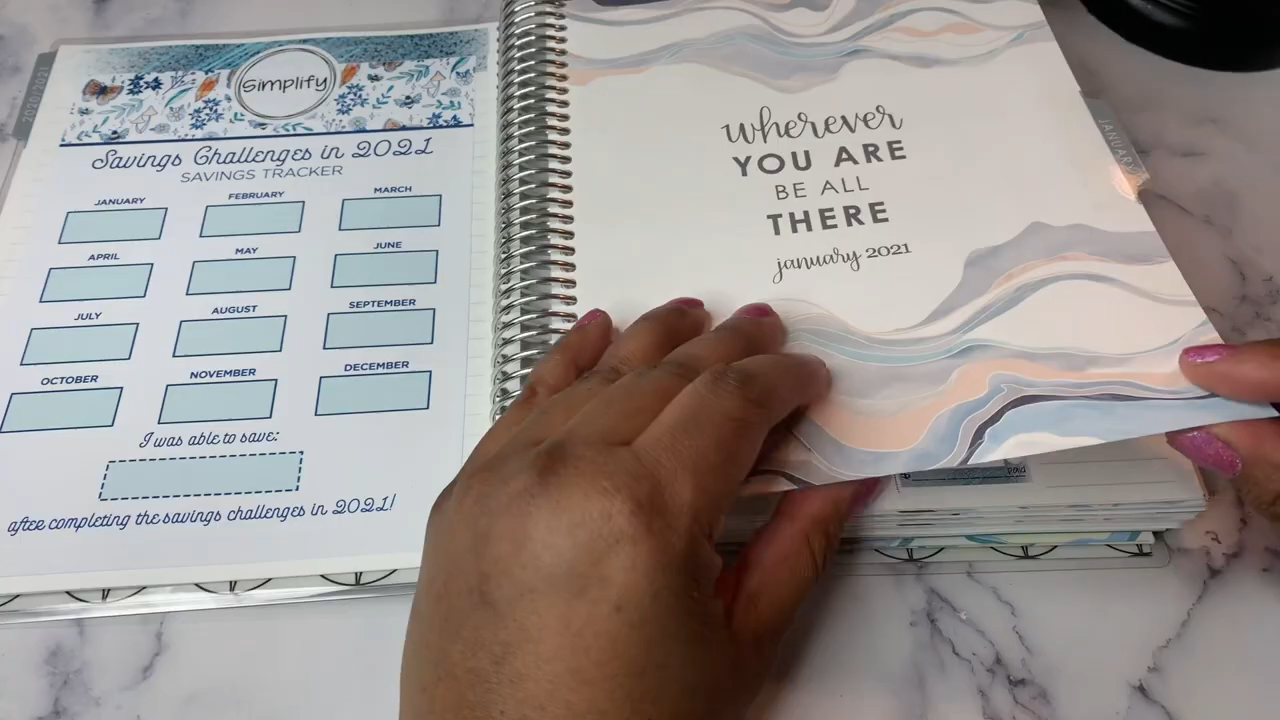 2020/2021
Simplify
Savings Challenges in 2021
SAVINGS TRACKER
JANUARY
FEBRUARY
MARCH
APRIL
MAY
JUNE
JULY
AUGUST
SEPTEMBER
OCTOBER
NOVEMBER
DECEMBER
I was able to save:
after completing the savings challenges in 2021!
wherever
YOU ARE
BE ALL
THERE
january 2021
JANUARY
paid